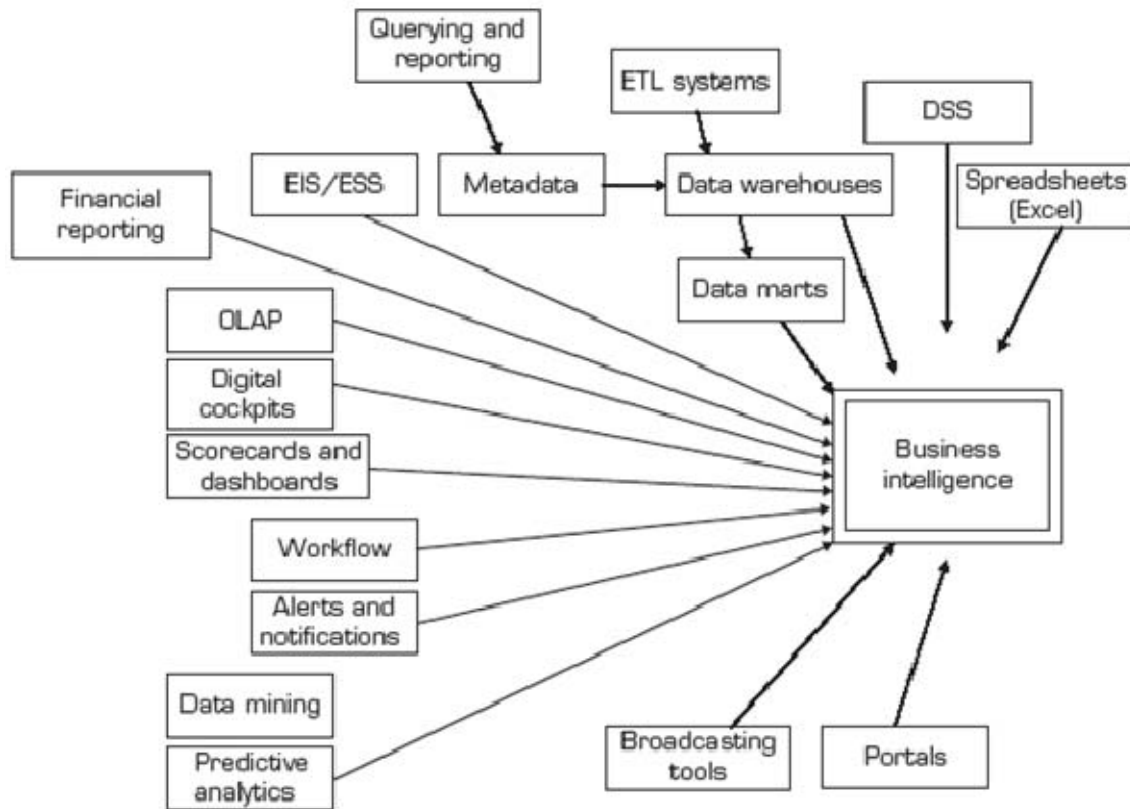 Querying and
reporting
ETL systems
DSS
EIS/ESS
Metadata
Data warehouses
Spreadsheets
(Excel)
Financial
reporting
Data marts
OLAP
Digital
cockpits
Scorecards and
dashboards
Business
intelligence
Workflow
Alerts and
notifications
Data mining
Predictive
analytics
Broadcasting
tools
Portals